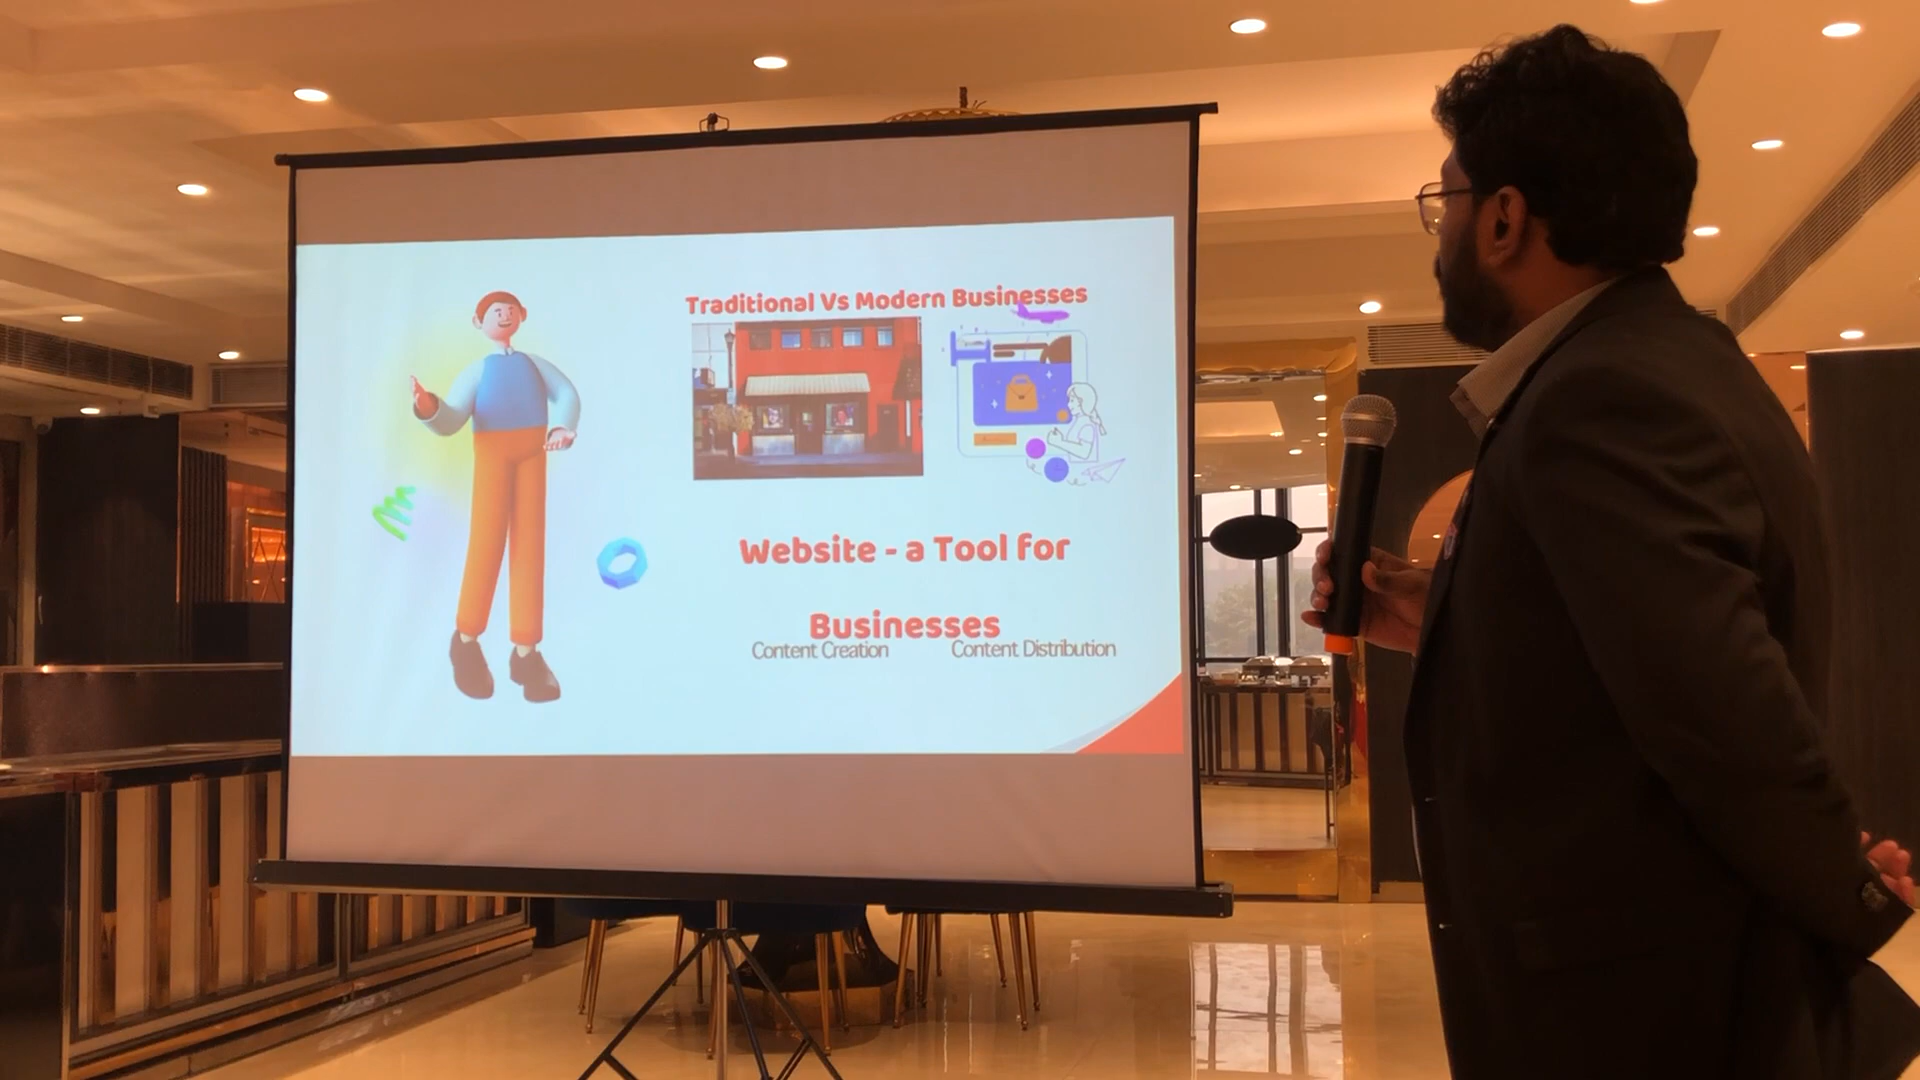 Traditional Vs Modern Businesses
Website - a Tool for
Businesses
Content Creation
Content Distribution